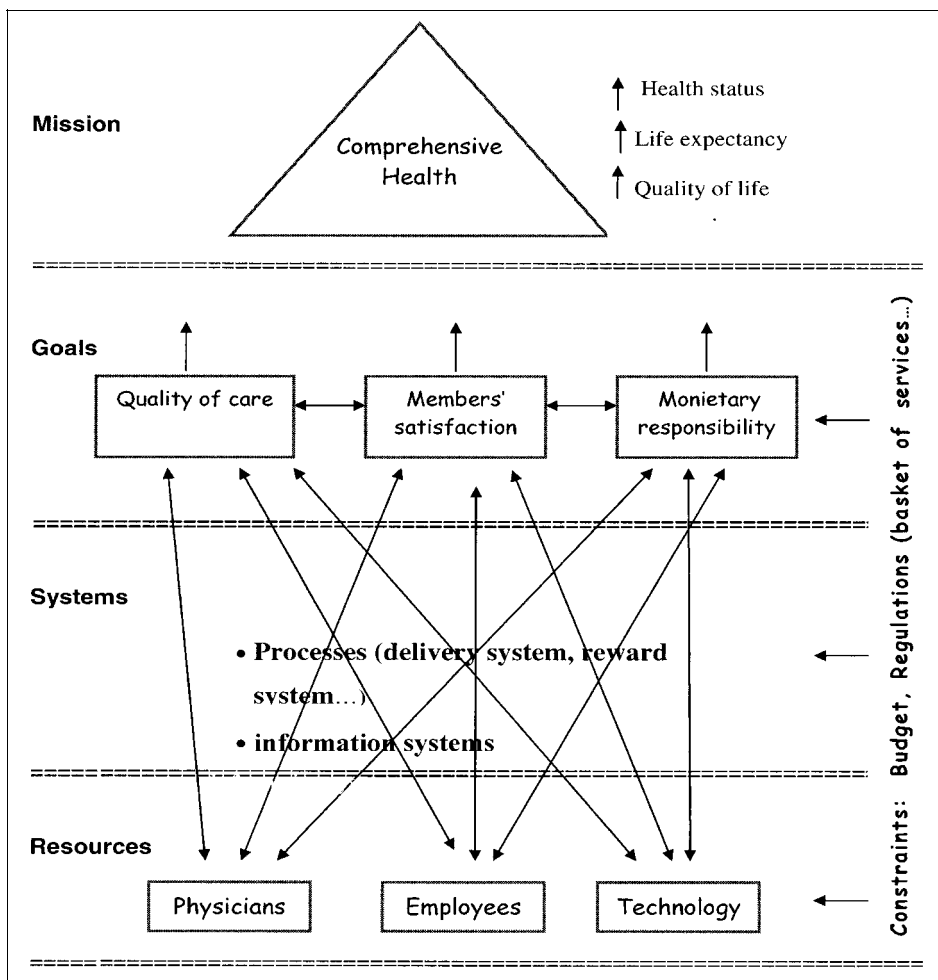 Mission
Comprehensive
Health
Health status
Life expectancy
Quality of life
Goals
Quality of care
Members'
satisfaction
Monietary
responsibility
Systems
• Processes (delivery system, reward
system...)
• information systems
Resources
Physicians
Employees
Technology
Constraints: Budget, Regulations (basket of services...)